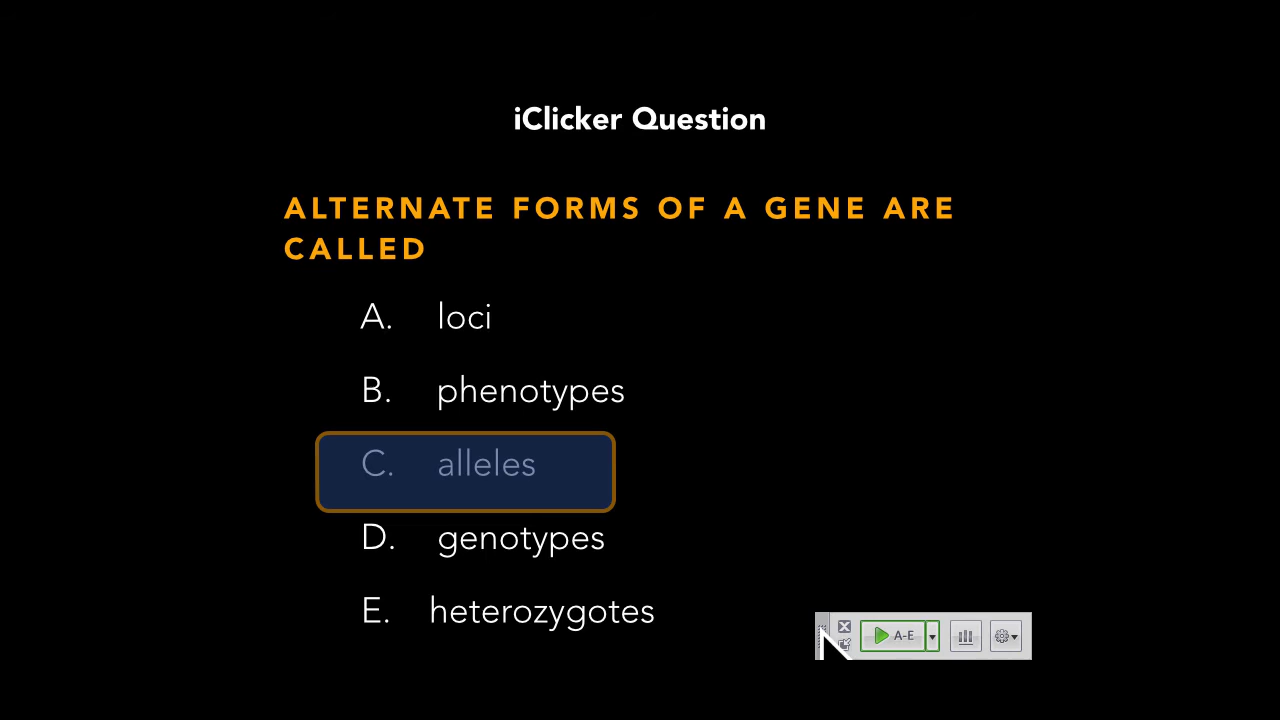 iClicker Question
ALTERNATE FORMS OF A GENE ARE
CALLED
A. loci
B. phenotypes
C. alleles
D. genotypes
E. heterozygotes
A-E